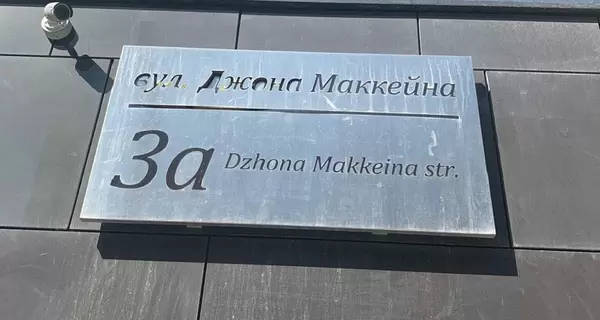 вул. Джона Маккейна
3а
Dzhona Makkeina str.